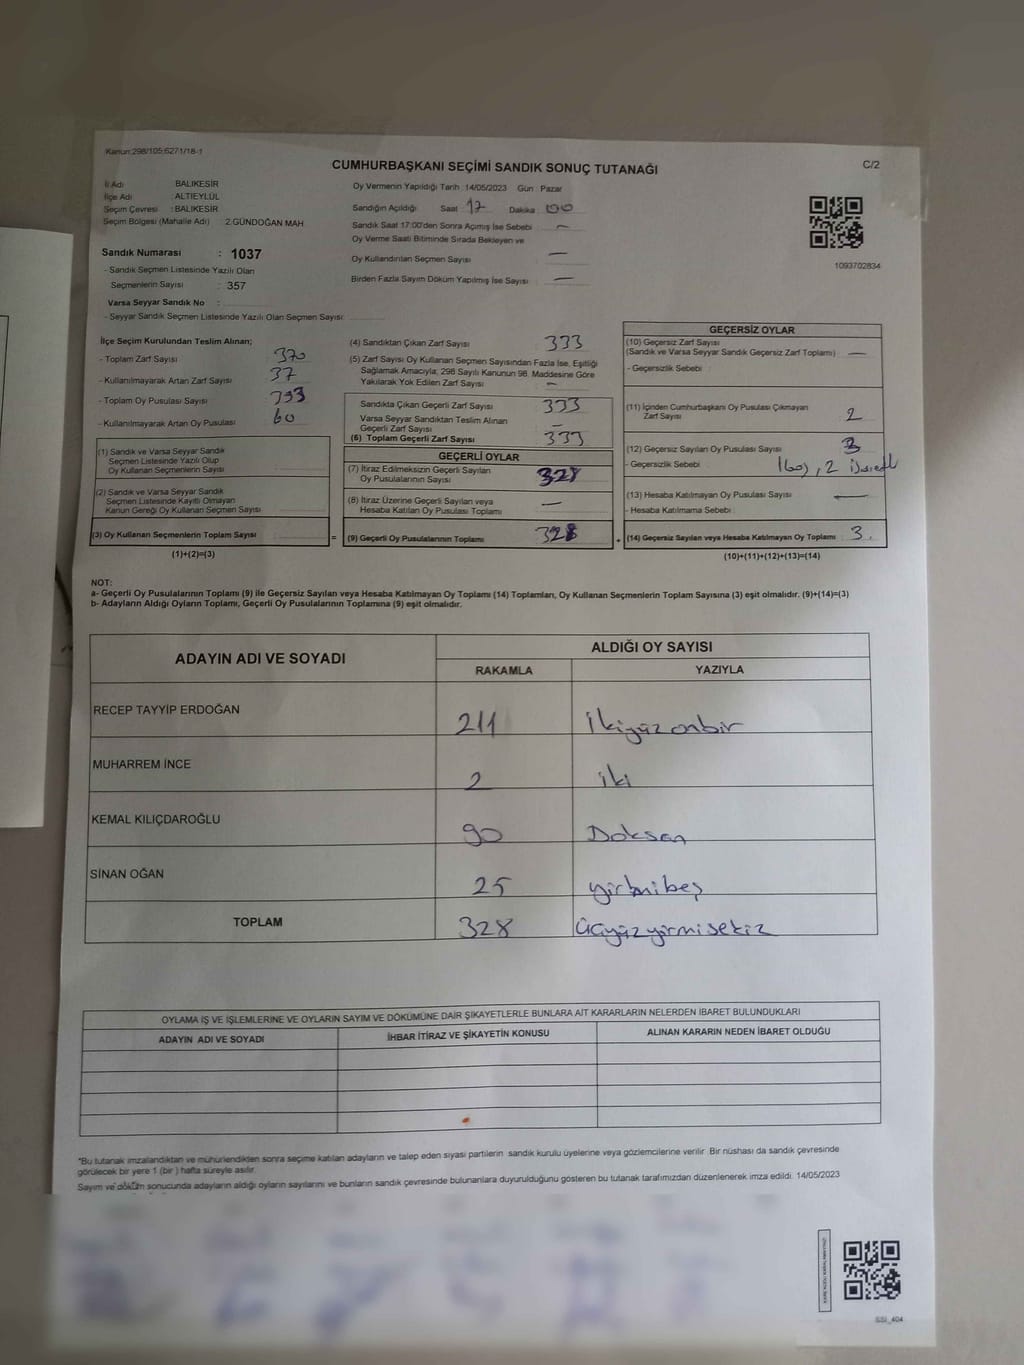 Kanun:298/105;6271/18-1
CUMHURBAŞKANI SEÇİMİ SANDIK SONUÇ TUTANAĞI
C/2
İl Adı : BALIKESİR
İlçe Adı : ALTIEYLÜL
Seçim Çevresi : BALIKESİR
Seçim Bölgesi (Mahalle Adı) : 2.GÜNDOĞAN MAH.
Oy Vermenin Yapıldığı Tarih :14/05/2023 Gün : Pazar
Sandığın Açıldığı Saat : 17 Dakika : 00
Sandık Saat 17:00'den Sonra Açımış İse Sebebi : —
Oy Verme Saati Bitiminde Sırada Bekleyen ve
Oy Kullandırılan Seçmen Sayısı : —
Birden Fazla Sayım Döküm Yapılmış İse Sayısı : —
1093702834
Sandık Numarası : 1037
- Sandık Seçmen Listesinde Yazılı Olan
Seçmenlerin Sayısı : 357
Varsa Seyyar Sandık No :
- Seyyar Sandık Seçmen Listesinde Yazılı Olan Seçmen Sayısı:
İlçe Seçim Kurulundan Teslim Alınan;
- Toplam Zarf Sayısı : 370
- Kullanılmayarak Artan Zarf Sayısı : 37
- Toplam Oy Pusulası Sayısı : 393
- Kullanılmayarak Artan Oy Pusulası : 60
(1) Sandık ve Varsa Seyyar Sandık
Seçmen Listesinde Yazılı Olup
Oy Kullanan Seçmenlerin Sayısı :
(2) Sandık ve Varsa Seyyar Sandık
Seçmen Listesinde Kayıtlı Olmayan
Kanun Gereği Oy Kullanan Seçmen Sayısı :
(3) Oy Kullanan Seçmenlerin Toplam Sayısı :
(1)+(2)=(3)
=
(4) Sandıktan Çıkan Zarf Sayısı : 333
(5) Zarf Sayısı Oy Kullanan Seçmen Sayısından Fazla İse, Eşitliği
Sağlamak Amacıyla; 298 Sayılı Kanunun 98. Maddesine Göre
Yakılarak Yok Edilen Zarf Sayısı : —
Sandıkta Çıkan Geçerli Zarf Sayısı : 333
Varsa Seyyar Sandıktan Teslim Alınan
Geçerli Zarf Sayısı : —
(6) Toplam Geçerli Zarf Sayısı : 333
GEÇERLİ OYLAR
(7) İtiraz Edilmeksizin Geçerli Sayılan
Oy Pusulalarının Sayısı : 328
(8) İtiraz Üzerine Geçerli Sayılan veya
Hesaba Katılan Oy Pusulası Toplamı : —
(9) Geçerli Oy Pusulalarının Toplamı : 328
+
GEÇERSİZ OYLAR
(10) Geçersiz Zarf Sayısı
(Sandık ve Varsa Seyyar Sandık Geçersiz Zarf Toplamı) : —
- Geçersizlik Sebebi :
(11) İçinden Cumhurbaşkanı Oy Pusulası Çıkmayan
Zarf Sayısı : 2
(12) Geçersiz Sayılan Oy Pusulası Sayısı : 3
- Geçersizlik Sebebi : 1 boş, 2 işaretli
(13) Hesaba Katılmayan Oy Pusulası Sayısı : —
- Hesaba Katılmama Sebebi :
(14) Geçersiz Sayılan veya Hesaba Katılmayan Oy Toplamı : 3.
(10)+(11)+(12)+(13)=(14)
NOT:
a- Geçerli Oy Pusulalarının Toplamı (9) ile Geçersiz Sayılan veya Hesaba Katılmayan Oy Toplamı (14) Toplamları, Oy Kullanan Seçmenlerin Toplam Sayısına (3) eşit olmalıdır. (9)+(14)=(3)
b- Adayların Aldığı Oyların Toplamı, Geçerli Oy Pusulalarının Toplamına (9) eşit olmalıdır.
ADAYIN ADI VE SOYADI
ALDIĞI OY SAYISI
RAKAMLA YAZIYLA
RECEP TAYYİP ERDOĞAN 211 İkiyüz onbir
MUHARREM İNCE 2 iki
KEMAL KILIÇDAROĞLU 90 Doksan
SİNAN OĞAN 25 yirmibeş
TOPLAM 328 üçyüzyirmisekiz
OYLAMA İŞ VE İŞLEMLERİNE VE OYLARIN SAYIM VE DÖKÜMÜNE DAİR ŞİKAYETLERLE BUNLARA AİT KARARLARIN NELERDEN İBARET BULUNDUKLARI
ADAYIN ADI VE SOYADI İHBAR İTİRAZ VE ŞİKAYETİN KONUSU ALINAN KARARIN NEDEN İBARET OLDUĞU
*Bu tutanak imzalandıktan ve mühürlendikten sonra seçime katılan adayların ve talep eden siyasi partilerin sandık kurulu üyelerine veya gözlemcilerine verilir. Bir nüshası da sandık çevresinde
görülecek bir yere 1 (bir ) hafta süreyle asılır.
Sayım ve döküm sonucunda adayların aldığı oyların sayılarını ve bunların sandık çevresinde bulunanlara duyurulduğunu gösteren bu tutanak tarafımızdan düzenlenerek imza edildi. 14/05/2023
SSI_404